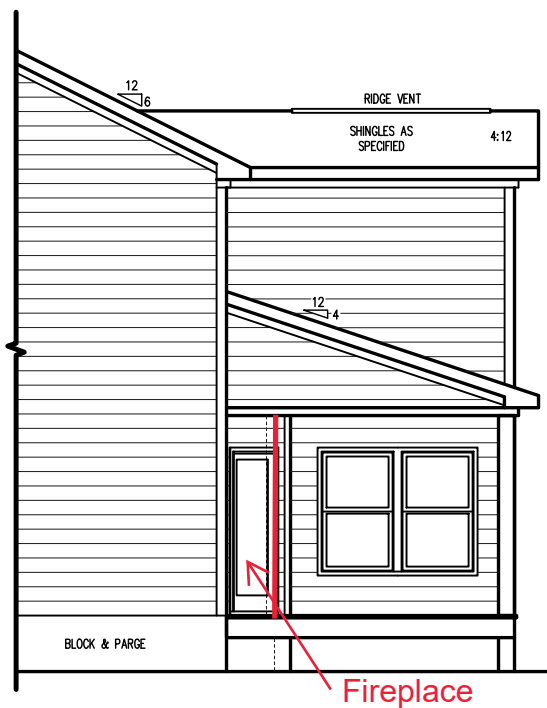 12
6
RIDGE VENT
SHINGLES AS
SPECIFIED
4:12
12
4
BLOCK & PARGE
Fireplace